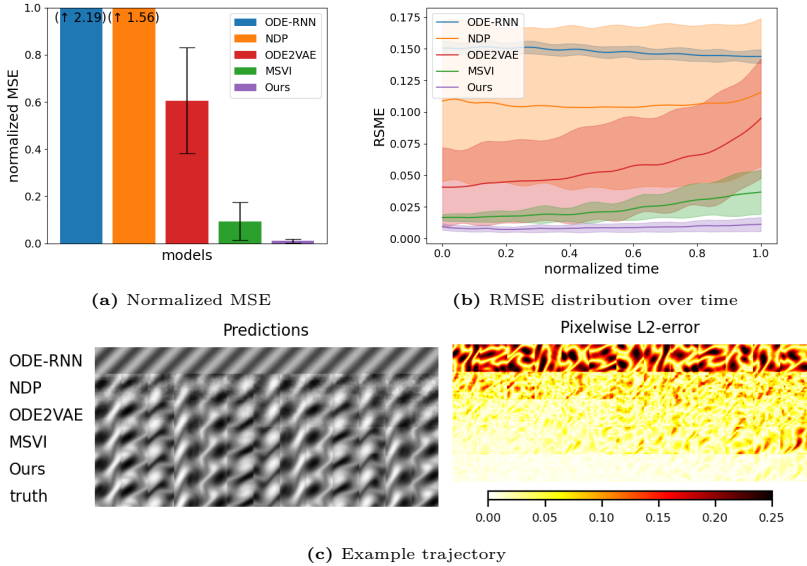 (↑ 2.19)
(↑ 1.56)
normalized MSE
1.0
0.8
0.6
0.4
0.2
0.0
ODE-RNN
NDP
ODE2VAE
MSVI
Ours
models
(a) Normalized MSE
RSME
0.175
0.150
0.125
0.100
0.075
0.050
0.025
0.000
ODE-RNN
NDP
ODE2VAE
MSVI
Ours
0.0 0.2 0.4 0.6 0.8 1.0
normalized time
(b) RMSE distribution over time
Predictions
ODE-RNN
NDP
ODE2VAE
MSVI
Ours
truth
Pixelwise L2-error
0.00 0.05 0.10 0.15 0.20 0.25
(c) Example trajectory